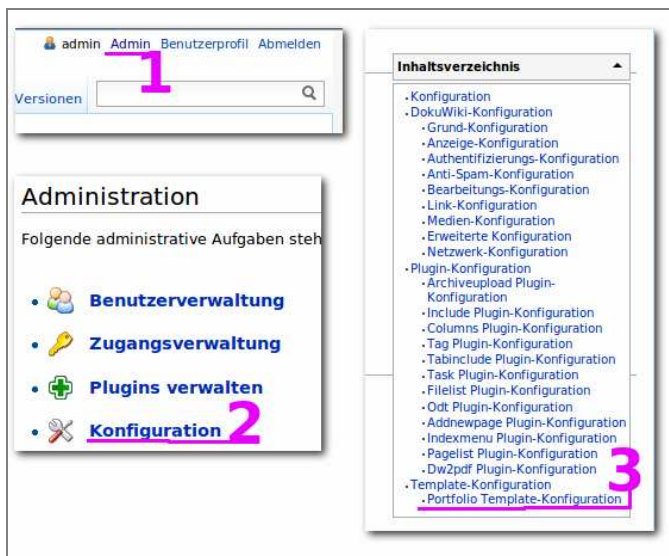 admin Admin Benutzerprofil Abmelden
1
Versionen
Administration
Folgende administrative Aufgaben steh
Benutzerverwaltung
Zugangsverwaltung
Plugins verwalten
Konfiguration 2
Inhaltsverzeichnis
Konfiguration
DokuWiki-Konfiguration
Grund-Konfiguration
Anzeige-Konfiguration
Authentifizierungs-Konfiguration
Anti-Spam-Konfiguration
Bearbeitungs-Konfiguration
Link-Konfiguration
Medien-Konfiguration
Erweiterte Konfiguration
Netzwerk-Konfiguration
Plugin-Konfiguration
Archiveupload Plugin-
Konfiguration
Include Plugin-Konfiguration
Columns Plugin-Konfiguration
Tag Plugin-Konfiguration
Tabinclude Plugin-Konfiguration
Task Plugin-Konfiguration
Filelist Plugin-Konfiguration
Odt Plugin-Konfiguration
Addnewpage Plugin-Konfiguration
Indexmenu Plugin-Konfiguration
Pagelist Plugin-Konfiguration
Dw2pdf Plugin-Konfiguration
3
Template-Konfiguration
Portfolio Template-Konfiguration